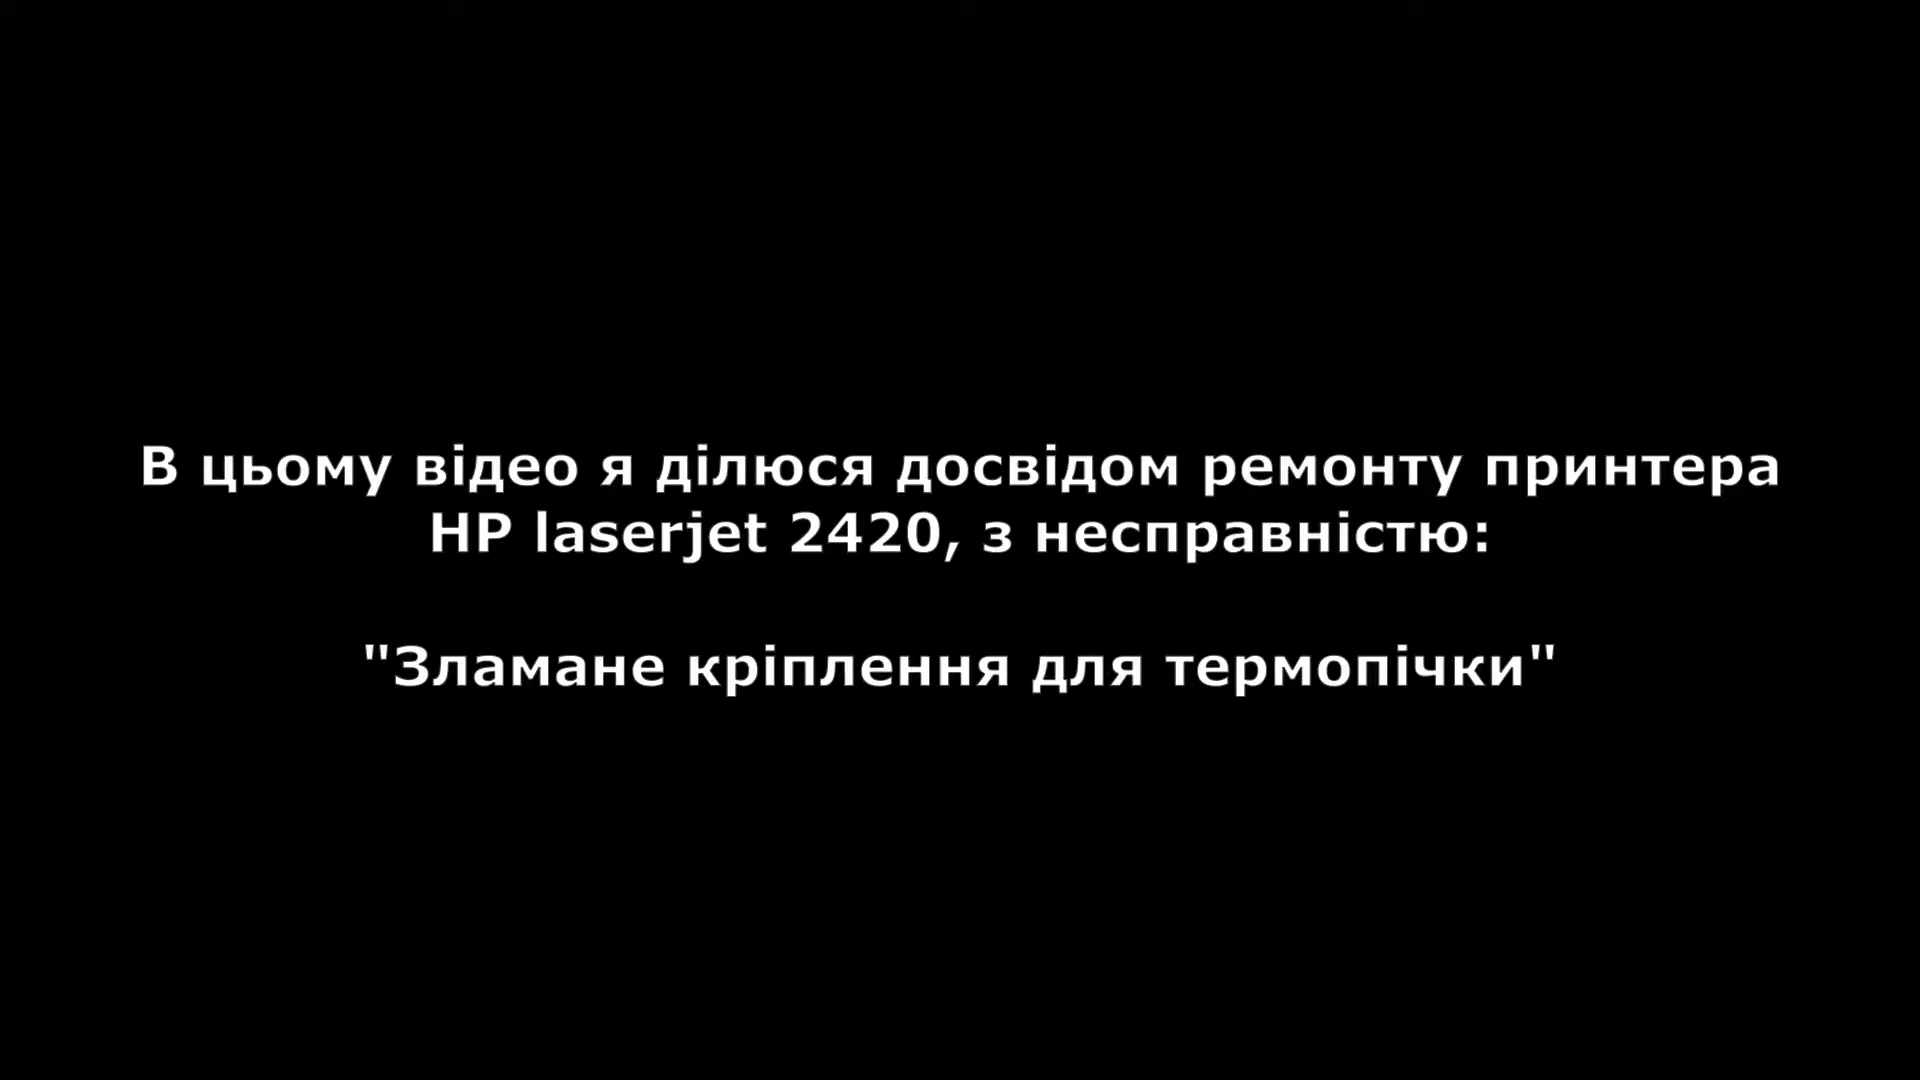 В цьому відео я ділюся досвідом ремонту принтера
HP laserjet 2420, з несправністю:
"Зламане кріплення для термопічки"